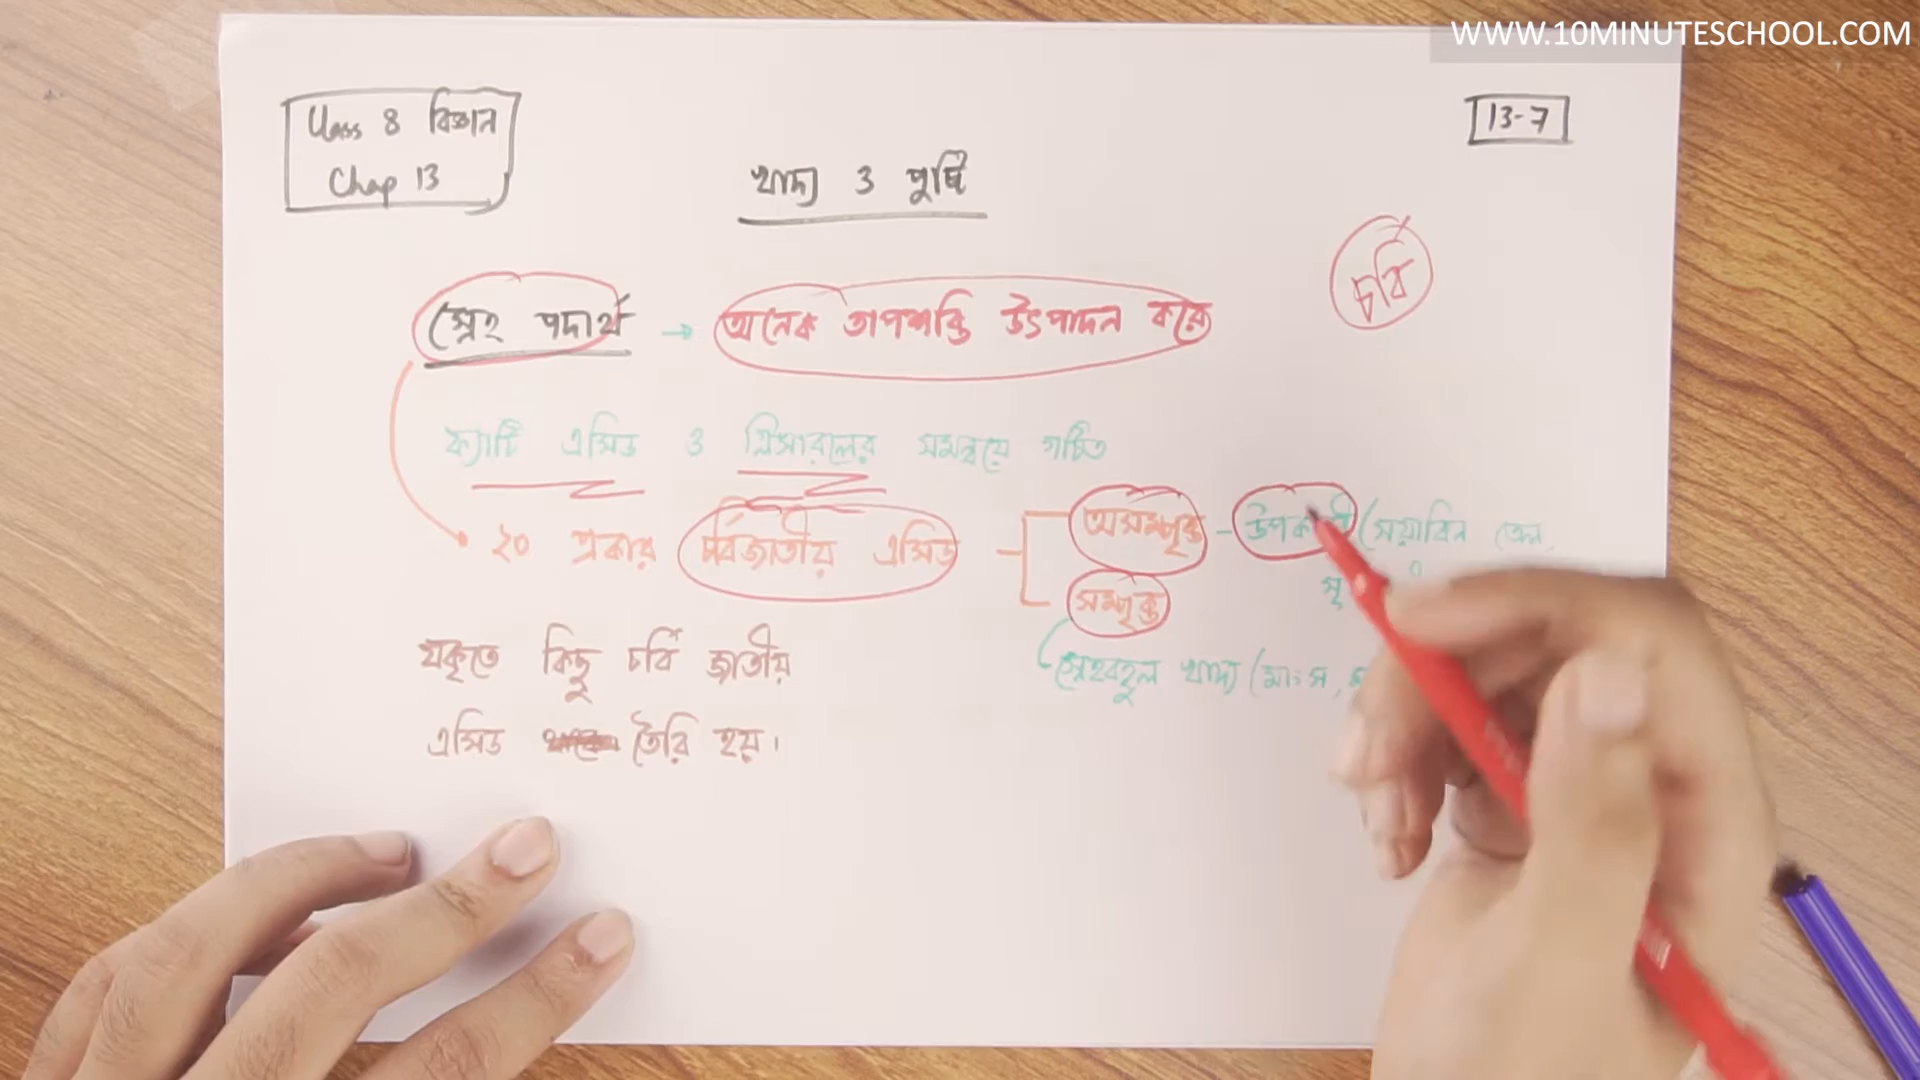 WWW.10MINUTESCHOOL.COM
Class 8 বিজ্ঞান
Chap 13
13-7
খাদ্য ও পুষ্টি
চর্বি
স্নেহ পদার্থ → অনেক তাপশক্তি উৎপাদন করে
ফ্যাটি এসিড ও গ্লিসারলের সমন্বয়ে গঠিত
২০ প্রকার চর্বিজাতীয় এসিড
অসম্পৃক্ত - উপকারী (সয়াবিন তেল,
সম্পৃক্ত
স্নেহবহুল খাদ্য (মাংস,
যকৃতে কিছু চর্বি জাতীয়
এসিড তৈরি হয়।